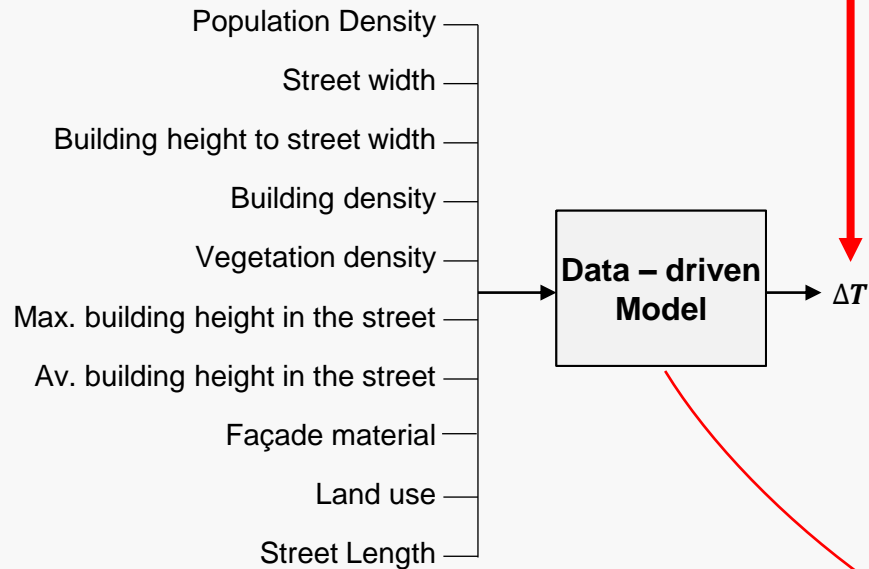 Population Density
Street width
Building height to street width
Building density
Vegetation density
Max. building height in the street
Av. building height in the street
Façade material
Land use
Street Length
Data – driven
Model
ΔT